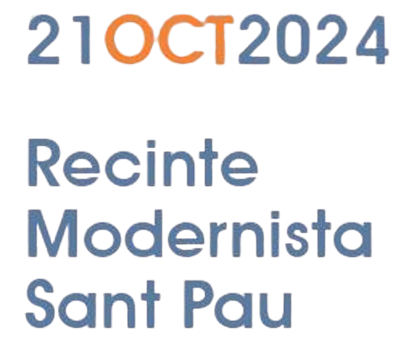 21OCT2024
Recinte
Modernista
Sant Pau